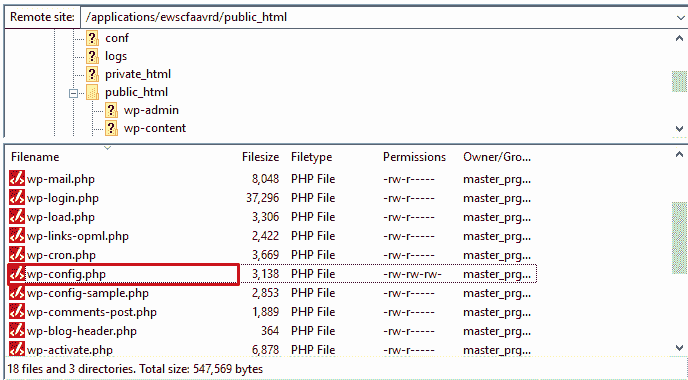 Remote site: /applications/ewscfaavrd/public_html
conf
logs
private_html
public_html
wp-admin
wp-content
Filename Filesize Filetype Permissions Owner/Gro...
wp-mail.php 8,048 PHP File -rw-r----- master_prg...
wp-login.php 37,296 PHP File -rw-r----- master_prg...
wp-load.php 3,306 PHP File -rw-r----- master_prg...
wp-links-opml.php 2,422 PHP File -rw-r----- master_prg...
wp-cron.php 3,669 PHP File -rw-r----- master_prg...
wp-config.php 3,138 PHP File -rw-rw-rw- master_prg...
wp-config-sample.php 2,853 PHP File -rw-r----- master_prg...
wp-comments-post.php 1,889 PHP File -rw-r----- master_prg...
wp-blog-header.php 364 PHP File -rw-r----- master_prg...
wp-activate.php 6,878 PHP File -rw-r----- master_prg...
18 files and 3 directories. Total size: 547,569 bytes